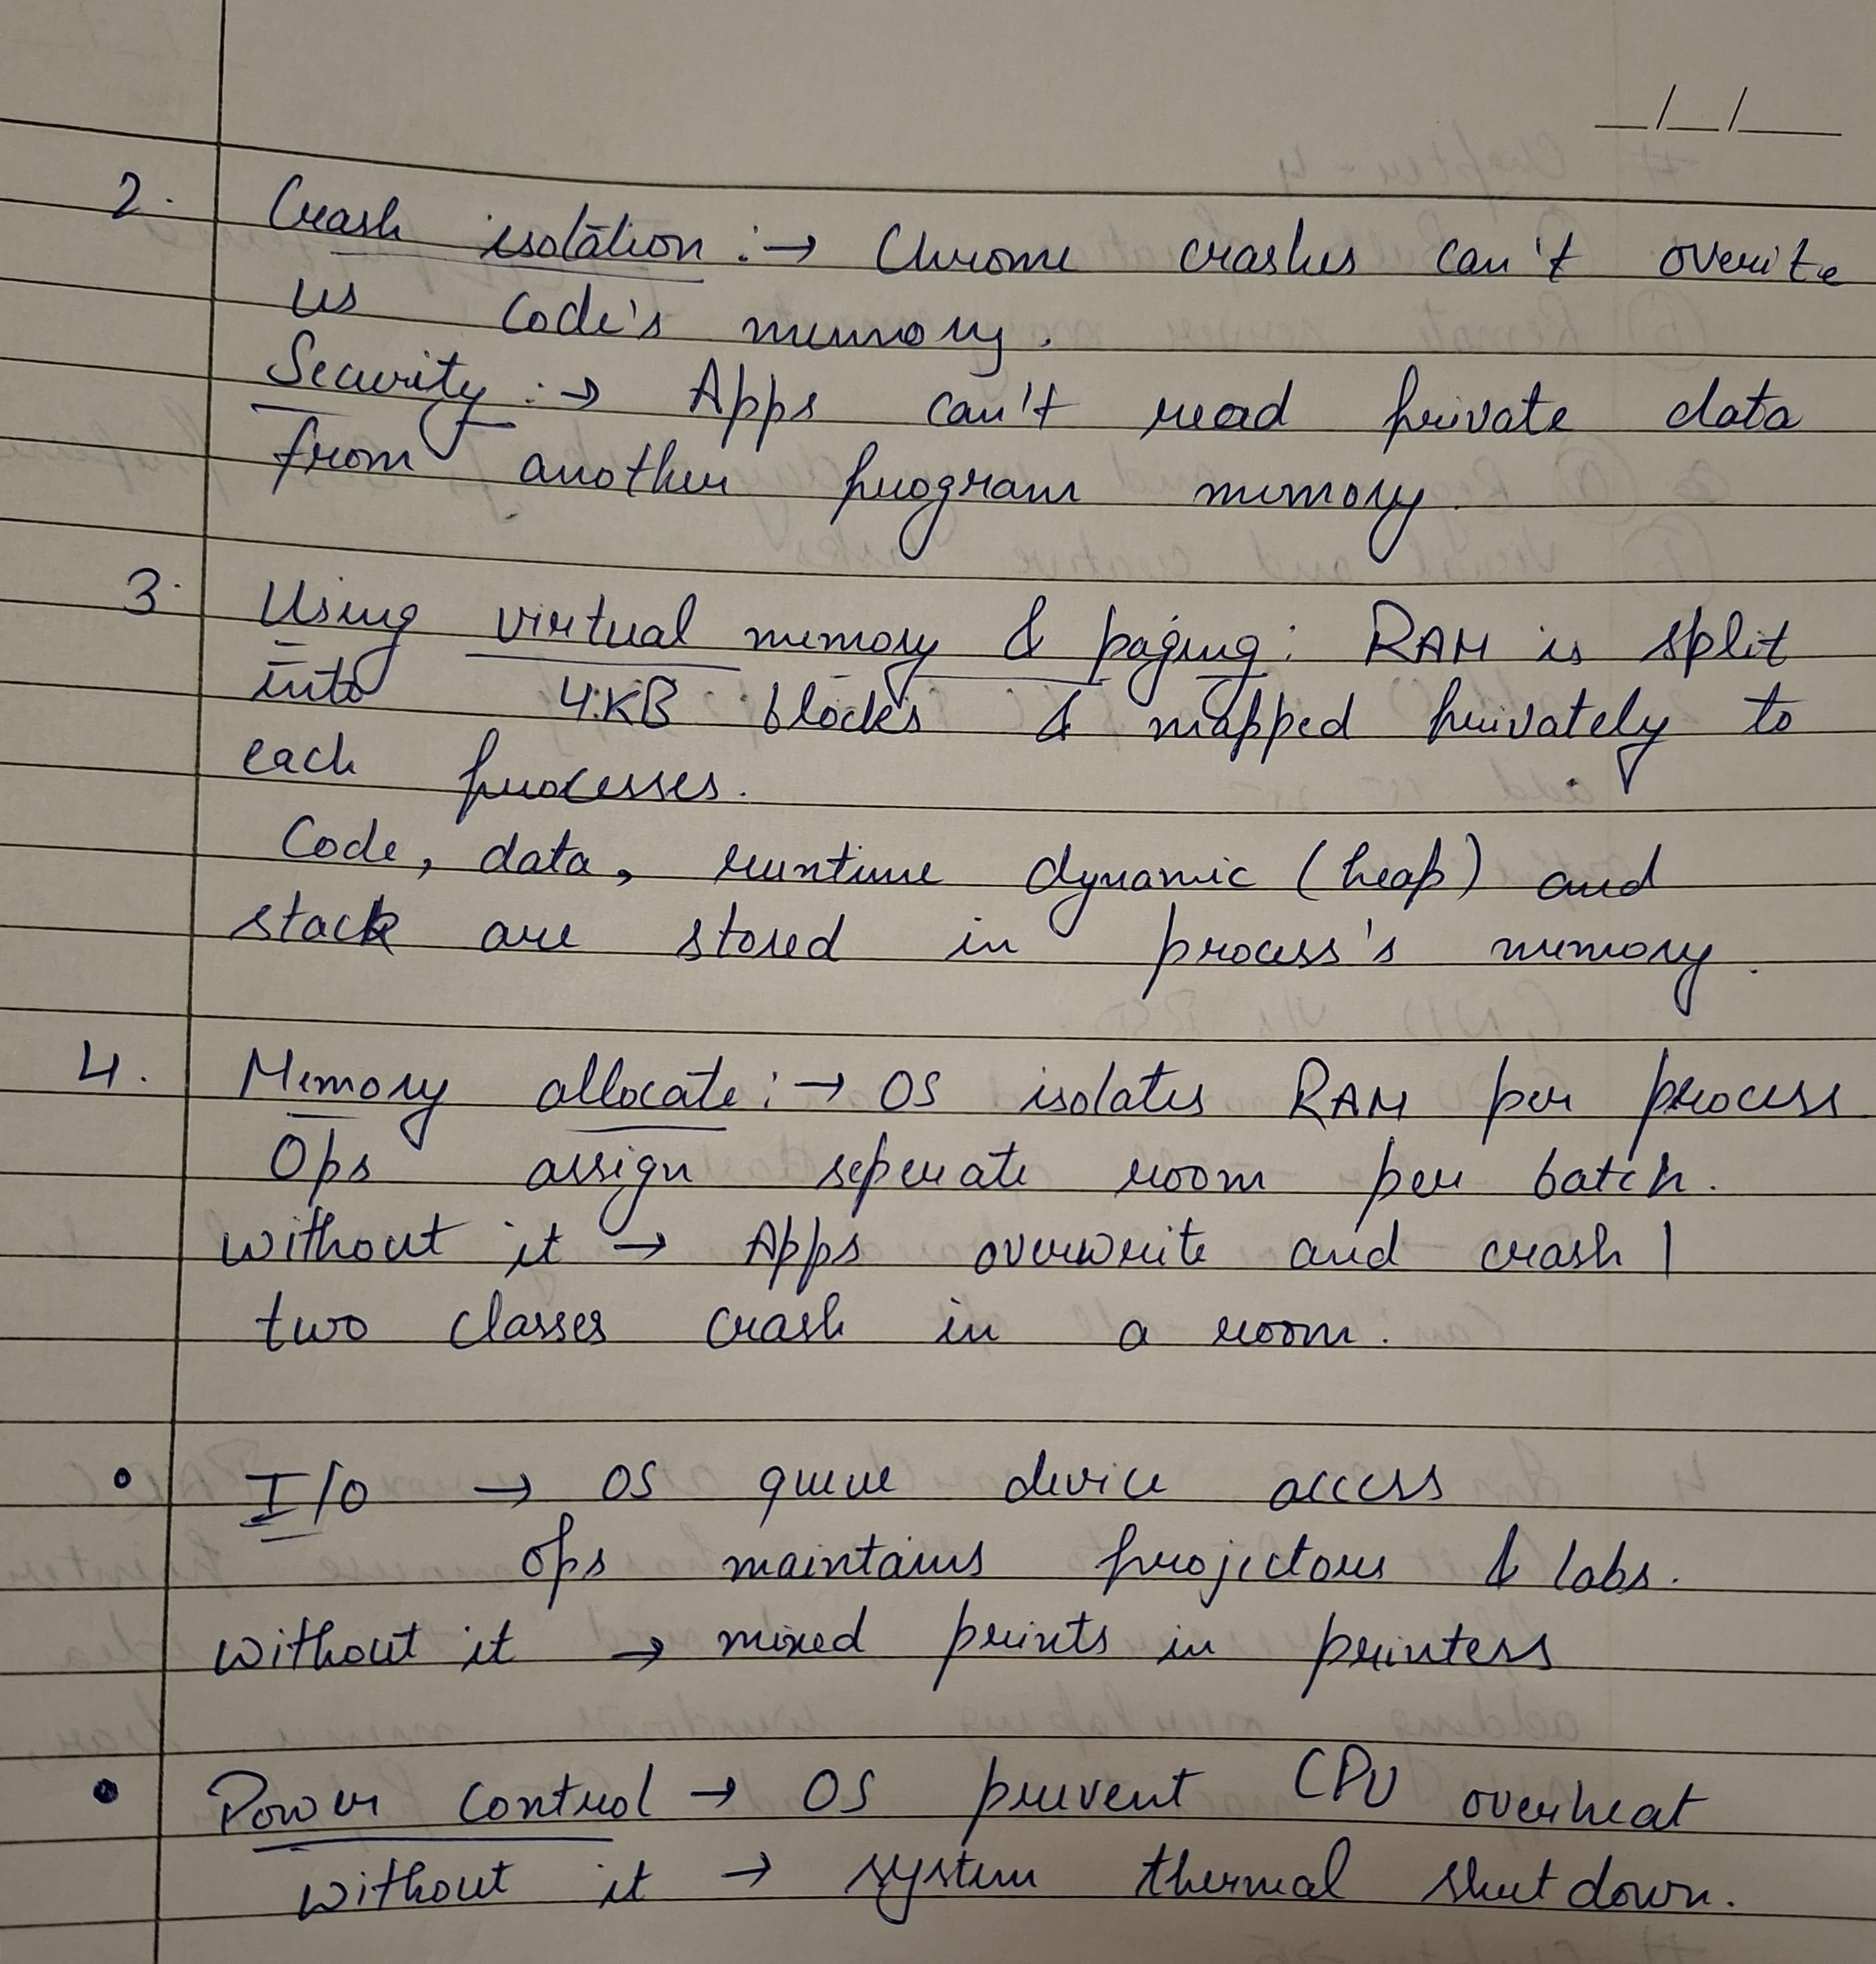 __/__/____
2. Crash isolation :→ Chrome crashes can't overite
us code's memory.
Security :→ Apps can't read private data
from another program memory.
3. Using virtual memory & paging : RAM is split
into 4KB blocks & mapped privately to
each processes.
Code, data, runtime dynamic (heap) and
stack are stored in process's memory.
4. Memory allocate :→ OS isolates RAM per process
Ops assign seperate room per batch.
without it → Apps overwrite and crash |
two classes crash in a room.
• I/O → OS queue device access
Ops maintains projectors & labs.
without it → mixed prints in printers
• Power control → OS prevent CPU overheat
without it → system thermal shutdown.